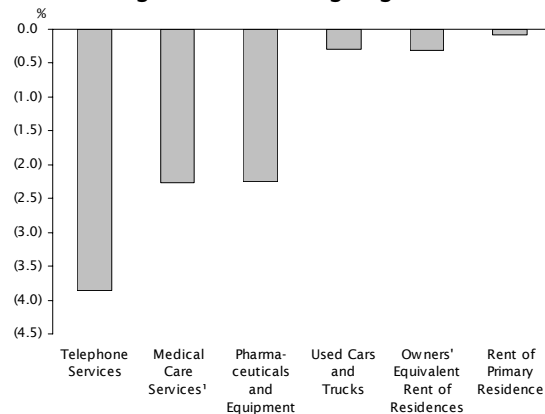 %
0.0
(0.5)
(1.0)
(1.5)
(2.0)
(2.5)
(3.0)
(3.5)
(4.0)
(4.5)
Telephone
Services
Medical
Care
Services¹
Pharma-
ceuticals
and
Equipment
Used Cars
and
Trucks
Owners'
Equivalent
Rent of
Residences
Rent of
Primary
Residence